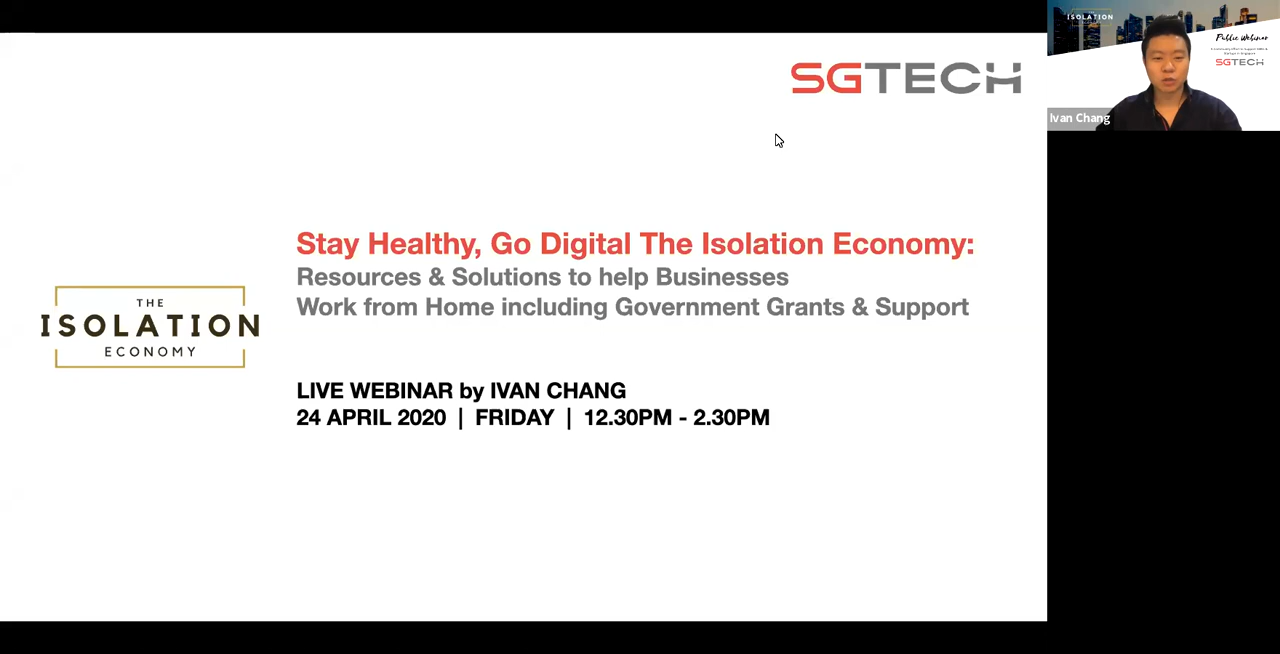 SGTECH
Stay Healthy, Go Digital The Isolation Economy:
Resources & Solutions to help Businesses
Work from Home including Government Grants & Support
THE
ISOLATION
ECONOMY
LIVE WEBINAR by IVAN CHANG
24 APRIL 2020 | FRIDAY | 12.30PM - 2.30PM
THE
ISOLATION
Public Webinar
SGTECH
Ivan Chang